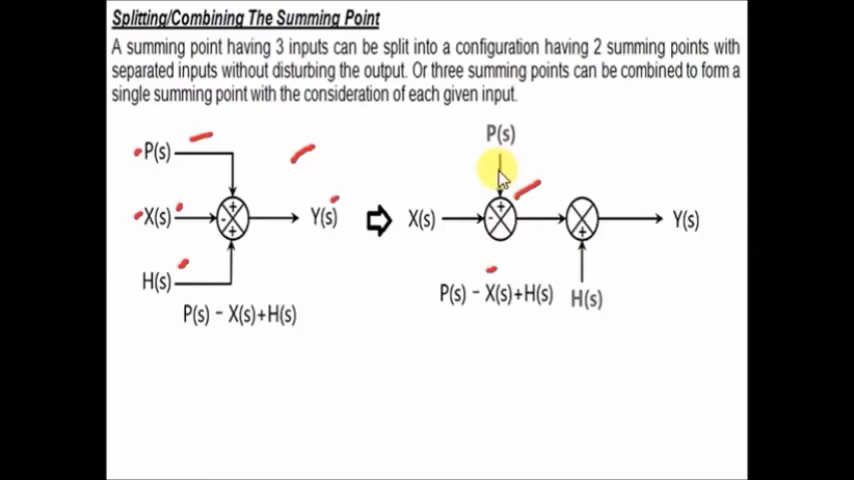 Splitting/Combining The Summing Point
A summing point having 3 inputs can be split into a configuration having 2 summing points with
separated inputs without disturbing the output. Or three summing points can be combined to form a
single summing point with the consideration of each given input.
P(s)
X(s)
H(s)
+
-
+
Y(s)
P(s) - X(s)+H(s)
P(s)
X(s)
+
-
+
Y(s)
P(s) - X(s)+H(s)
H(s)